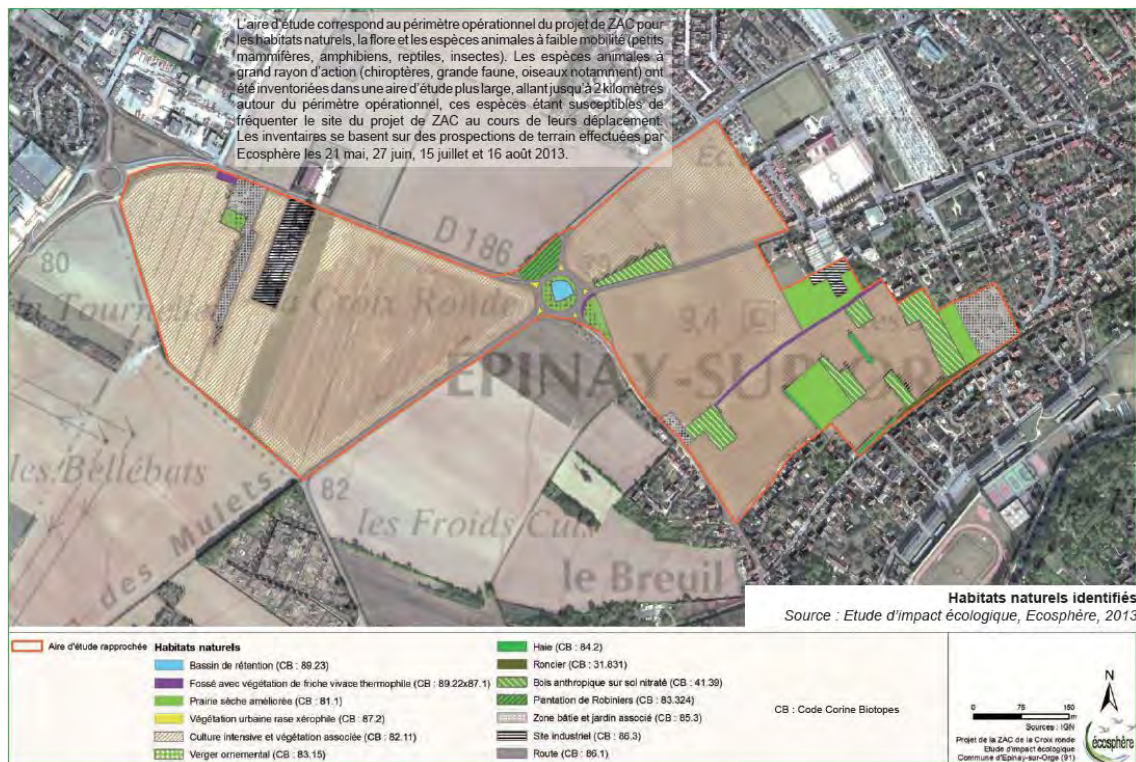 L'aire d'étude correspond au périmètre opérationnel du projet de ZAC pour
les habitats naturels, la flore et les espèces animales à faible mobilité (petits
mammifères, amphibiens, reptiles, insectes). Les espèces animales à
grand rayon d'action (chiroptères, grande faune, oiseaux notamment) ont
été inventoriées dans une aire d'étude plus large, allant jusqu'à 2 kilomètres
autour du périmètre opérationnel, ces espèces étant susceptibles de
fréquenter le site du projet de ZAC au cours de leurs déplacement.
Les inventaires se basent sur des prospections de terrain effectuées par
Ecosphère les 21 mai, 27 juin, 15 juillet et 16 août 2013.
D 186
80
la
Croix Ronde
9,4
ÉPINAY-SUR-OR
les Bellébats
82
les Froids Culs
des Mulets
le Breuil
Habitats naturels identifiés
Source : Etude d'impact écologique, Ecosphère, 2013
Aire d'étude rapprochée
Habitats naturels
Bassin de rétention (CB : 89.23)
Fossé avec végétation de friche vivace thermophile (CB : 89.22x87.1)
Prairie sèche améliorée (CB : 81.1)
Végétation urbaine rase xérophile (CB : 87.2)
Culture intensive et végétation associée (CB : 82.11)
Verger ornemental (CB : 83.15)
Haie (CB : 84.2)
Roncier (CB : 31.831)
Bois anthropique sur sol nitraté (CB : 41.39)
Pantation de Robiniers (CB : 83.324)
Zone bâtie et jardin associé (CB : 85.3)
Site industriel (CB : 86.3)
Route (CB : 86.1)
CB : Code Corine Biotopes
N
0 75 150
m
Sources : IGN
Projet de la ZAC de la Croix ronde
Etude d'impact écologique
Commune d'Epinay-sur-Orge (91)
écosphère